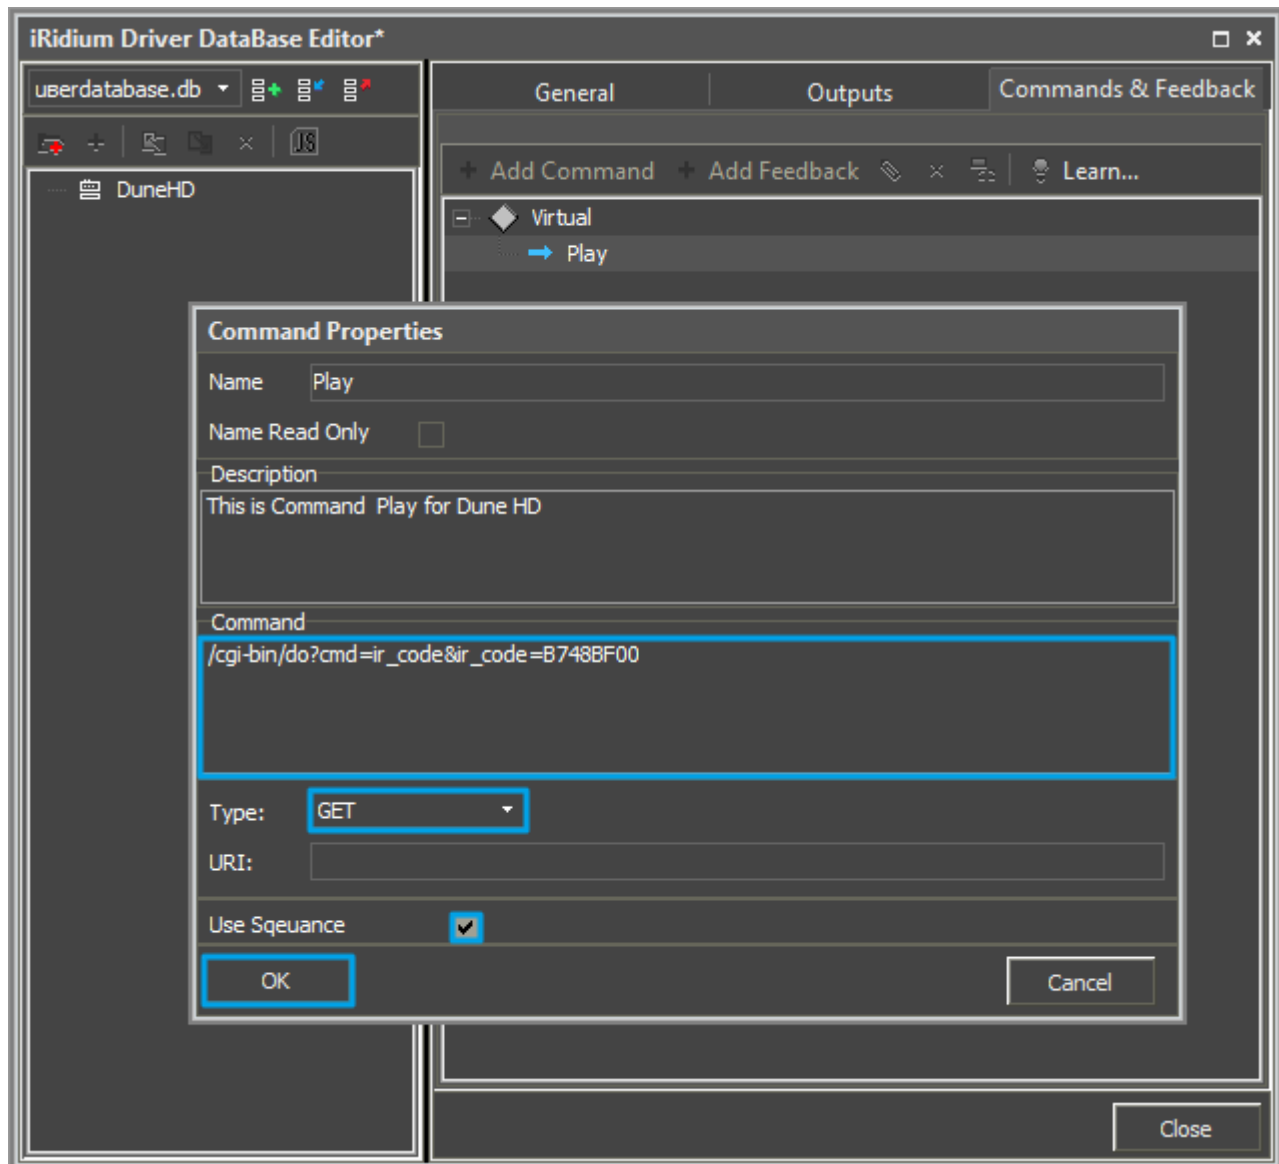 iRidium Driver DataBase Editor*
userdatabase.db
General Outputs Commands & Feedback
JS
Add Command Add Feedback Learn...
DuneHD
Virtual
Play
Command Properties
Name Play
Name Read Only
Description
This is Command  Play for Dune HD
Command
/cgi-bin/do?cmd=ir_code&ir_code=B748BF00
Type: GET
URI:
Use Sqeuance
OK Cancel
Close